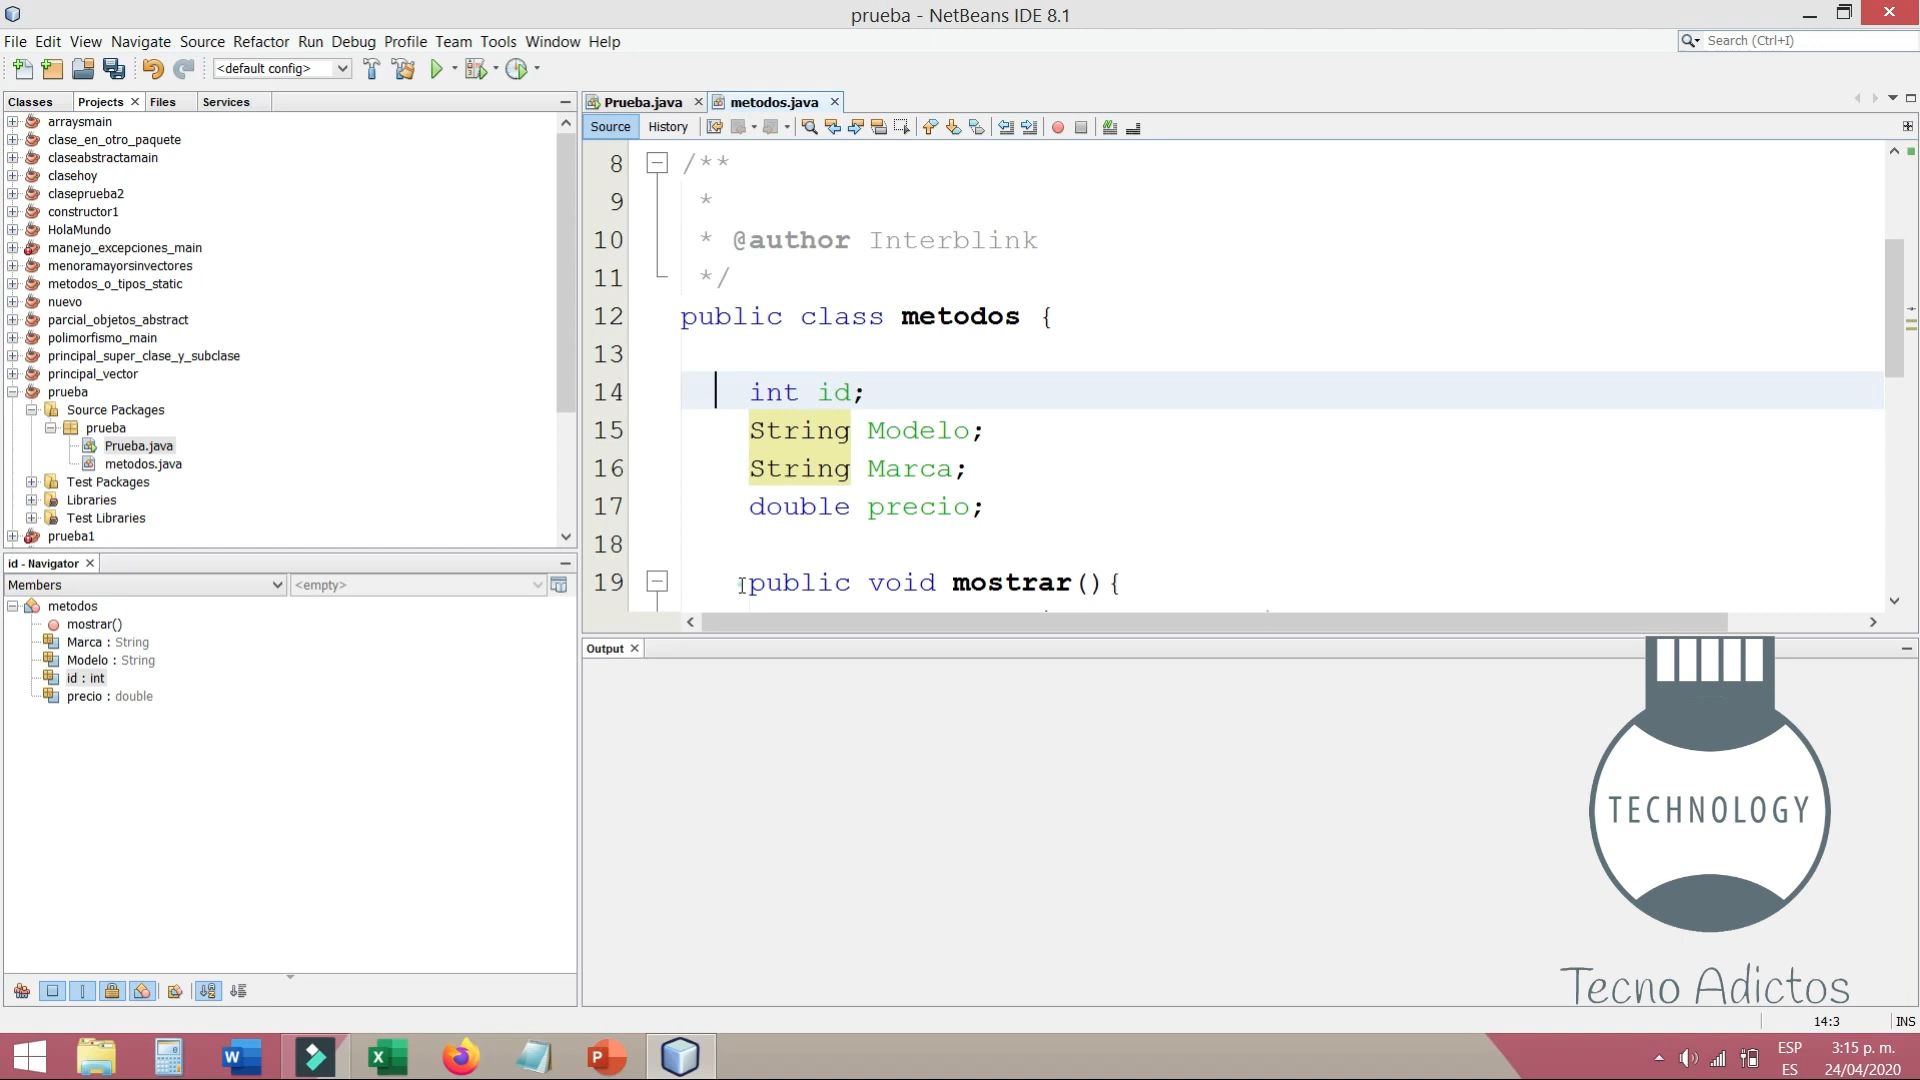 prueba - NetBeans IDE 8.1
File Edit View Navigate Source Refactor Run Debug Profile Team Tools Window Help
Search (Ctrl+I)
<default config>
Classes Projects Files Services
arraysmain
clase_en_otro_paquete
claseabstractamain
clasehoy
claseprueba2
constructor1
HolaMundo
manejo_excepciones_main
menoramayorsinvectores
metodos_o_tipos_static
nuevo
parcial_objetos_abstract
polimorfismo_main
principal_super_clase_y_subclase
principal_vector
prueba
Source Packages
prueba
Prueba.java
metodos.java
Test Packages
Libraries
Test Libraries
prueba1
id - Navigator
Members <empty>
metodos
mostrar()
Marca : String
Modelo : String
id : int
precio : double
Prueba.java metodos.java
Source History
8 /**
9 *
10 * @author Interblink
11 */
12 public class metodos {
13
14 int id;
15 String Modelo;
16 String Marca;
17 double precio;
18
19 public void mostrar(){
Output
TECHNOLOGY
Tecno Adictos
14:3 INS
ESP
ES
3:15 p. m.
24/04/2020